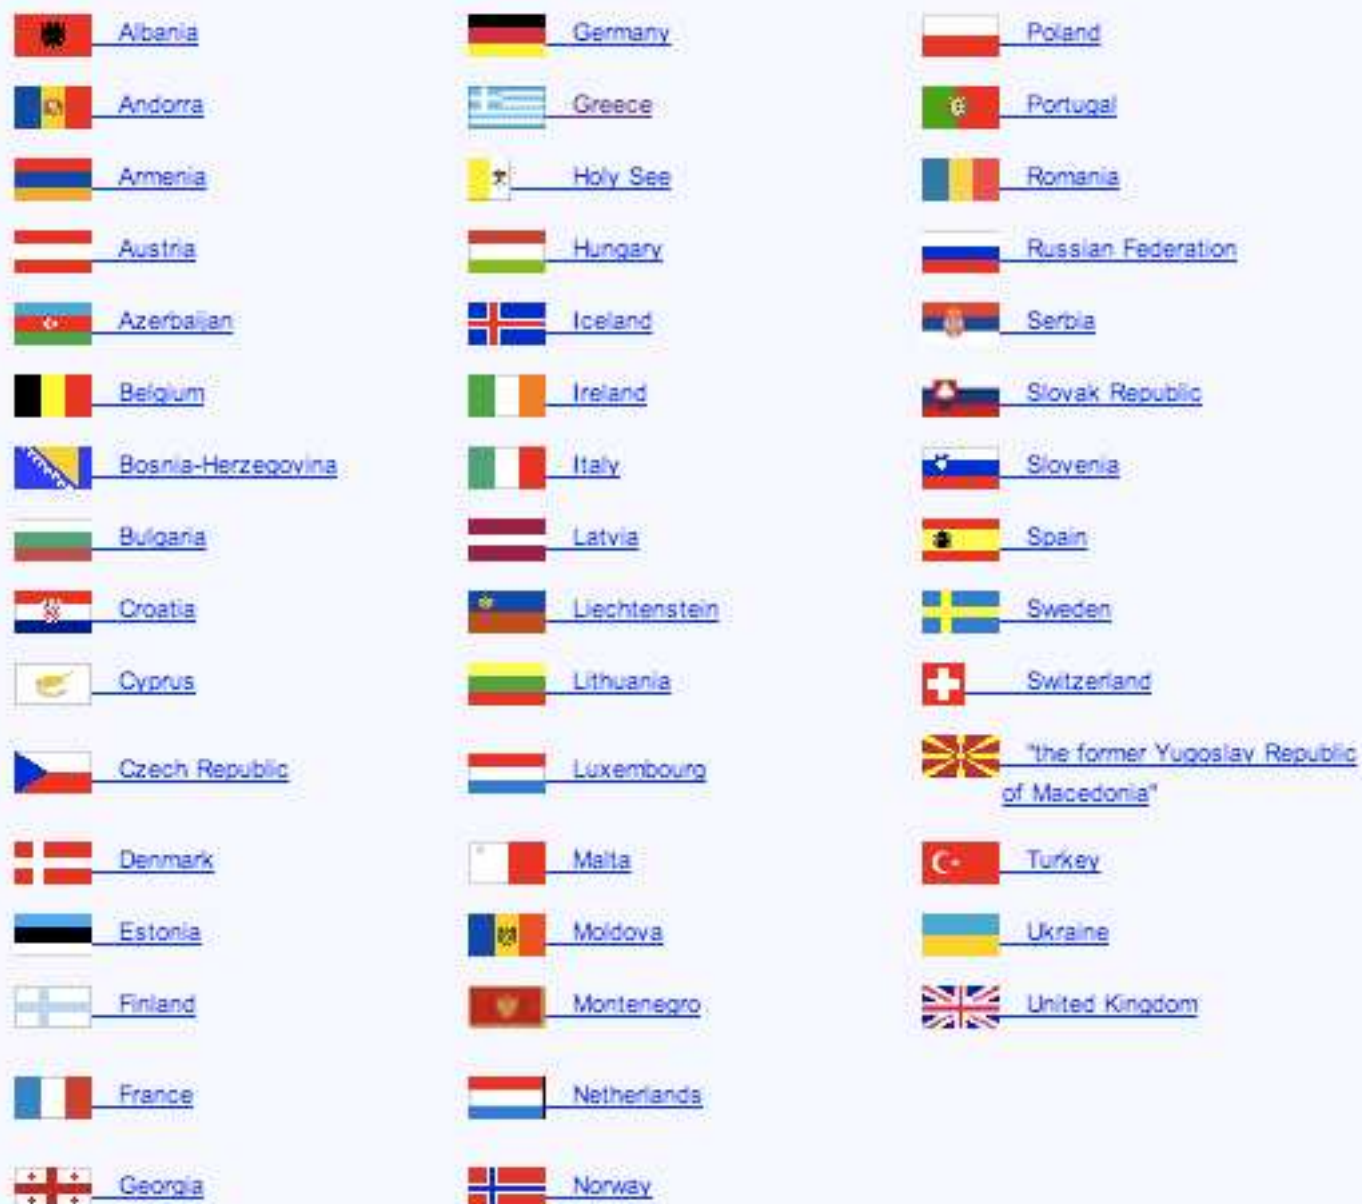 Albania
Andorra
Armenia
Austria
Azerbaijan
Belgium
Bosnia-Herzegovina
Bulgaria
Croatia
Cyprus
Czech Republic
Denmark
Estonia
Finland
France
Georgia
Germany
Greece
Holy See
Hungary
Iceland
Ireland
Italy
Latvia
Liechtenstein
Lithuania
Luxembourg
Malta
Moldova
Montenegro
Netherlands
Norway
Poland
Portugal
Romania
Russian Federation
Serbia
Slovak Republic
Slovenia
Spain
Sweden
Switzerland
"the former Yugoslav Republic
of Macedonia"
Turkey
Ukraine
United Kingdom